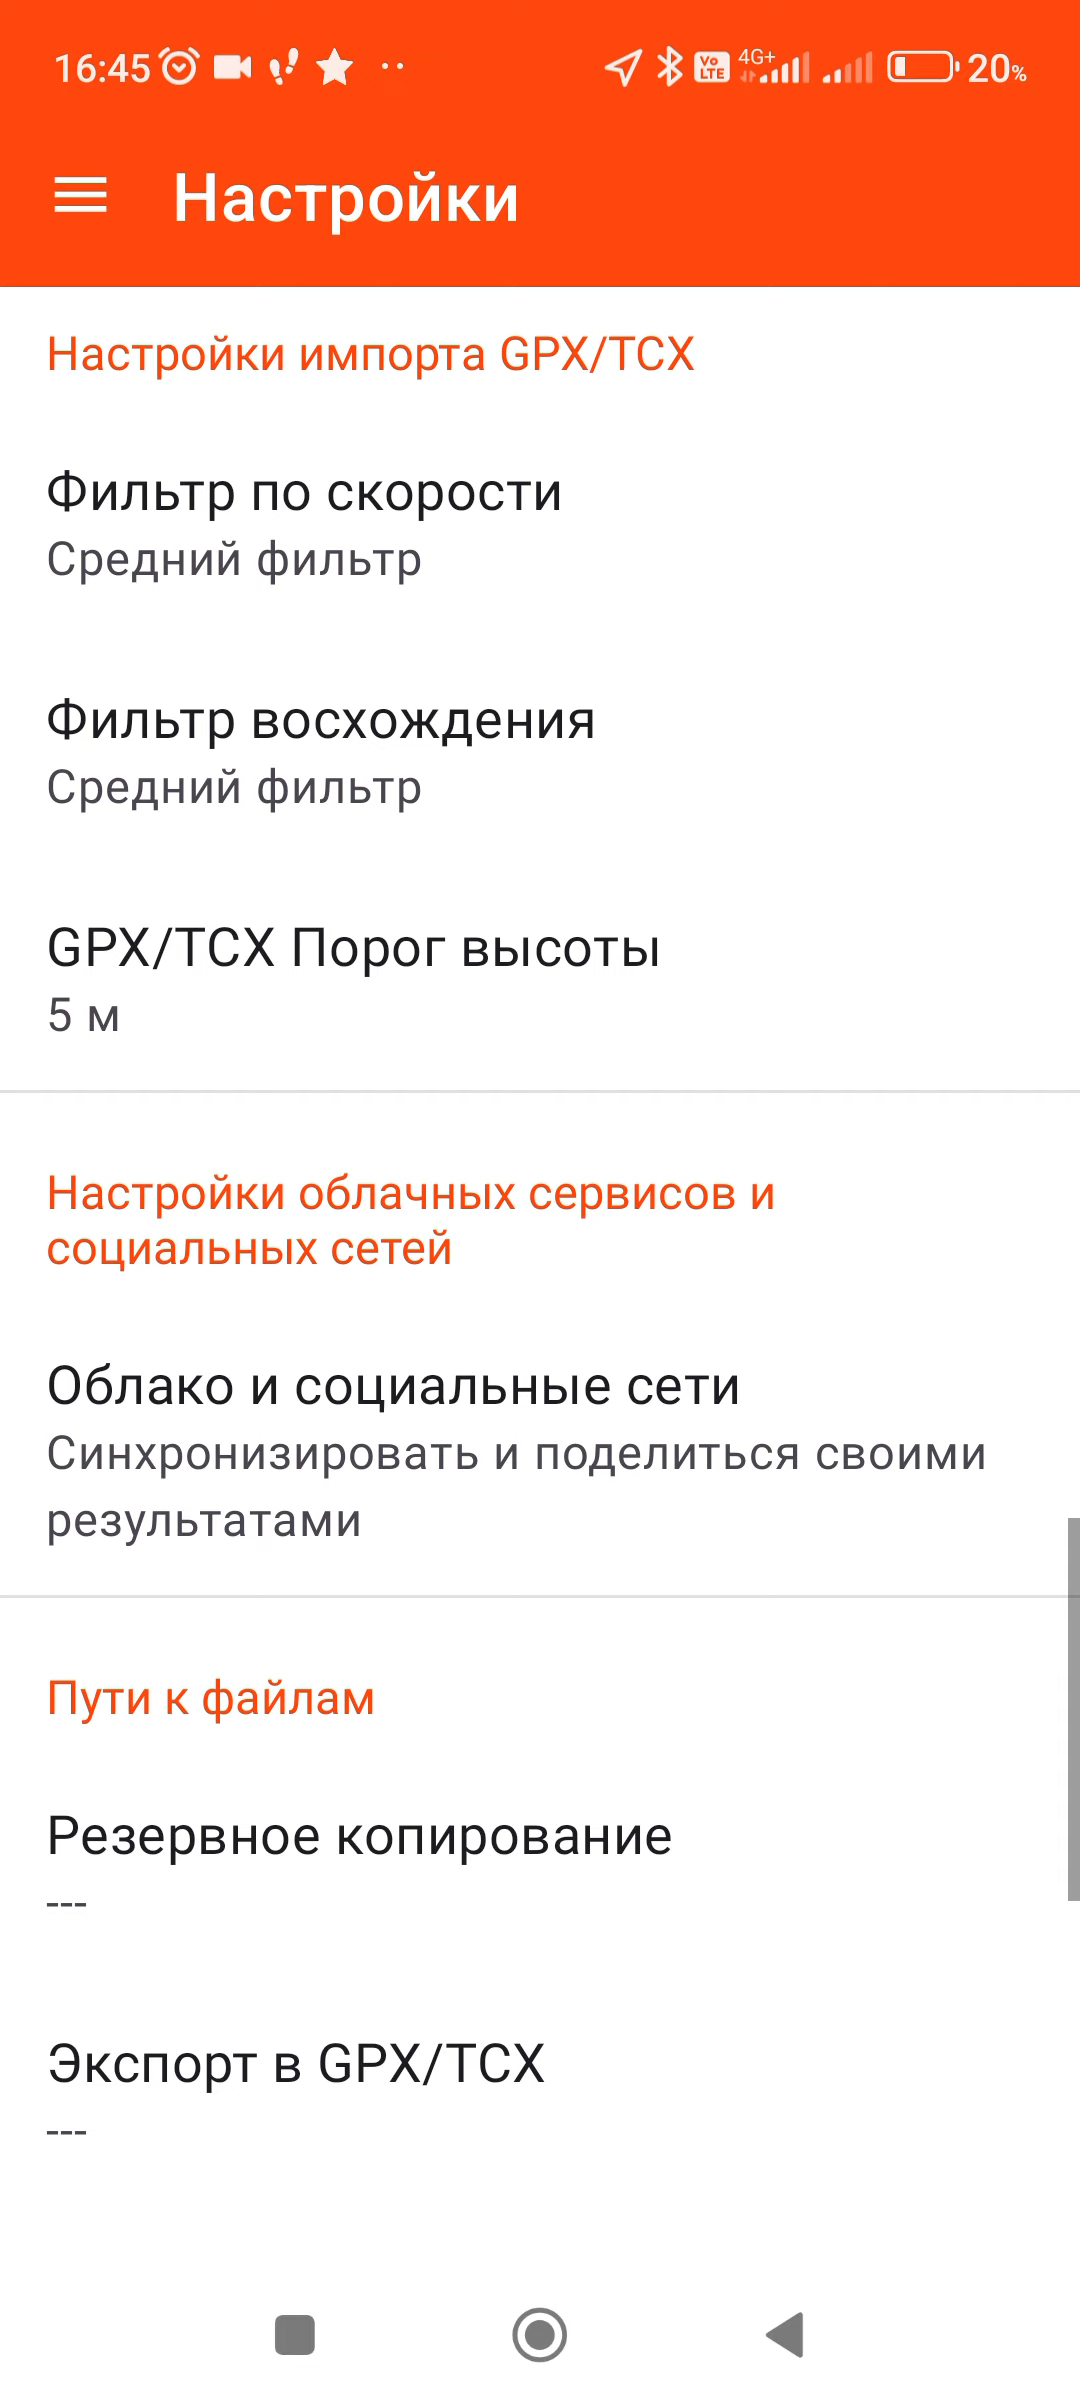 16:45
4G+
Vo
LTE
20%
Настройки
Настройки импорта GPX/TCX
Фильтр по скорости
Средний фильтр
Фильтр восхождения
Средний фильтр
GPX/TCX Порог высоты
5 м
Настройки облачных сервисов и
социальных сетей
Облако и социальные сети
Синхронизировать и поделиться своими
результатами
Пути к файлам
Резервное копирование
---
Экспорт в GPX/TCX
---